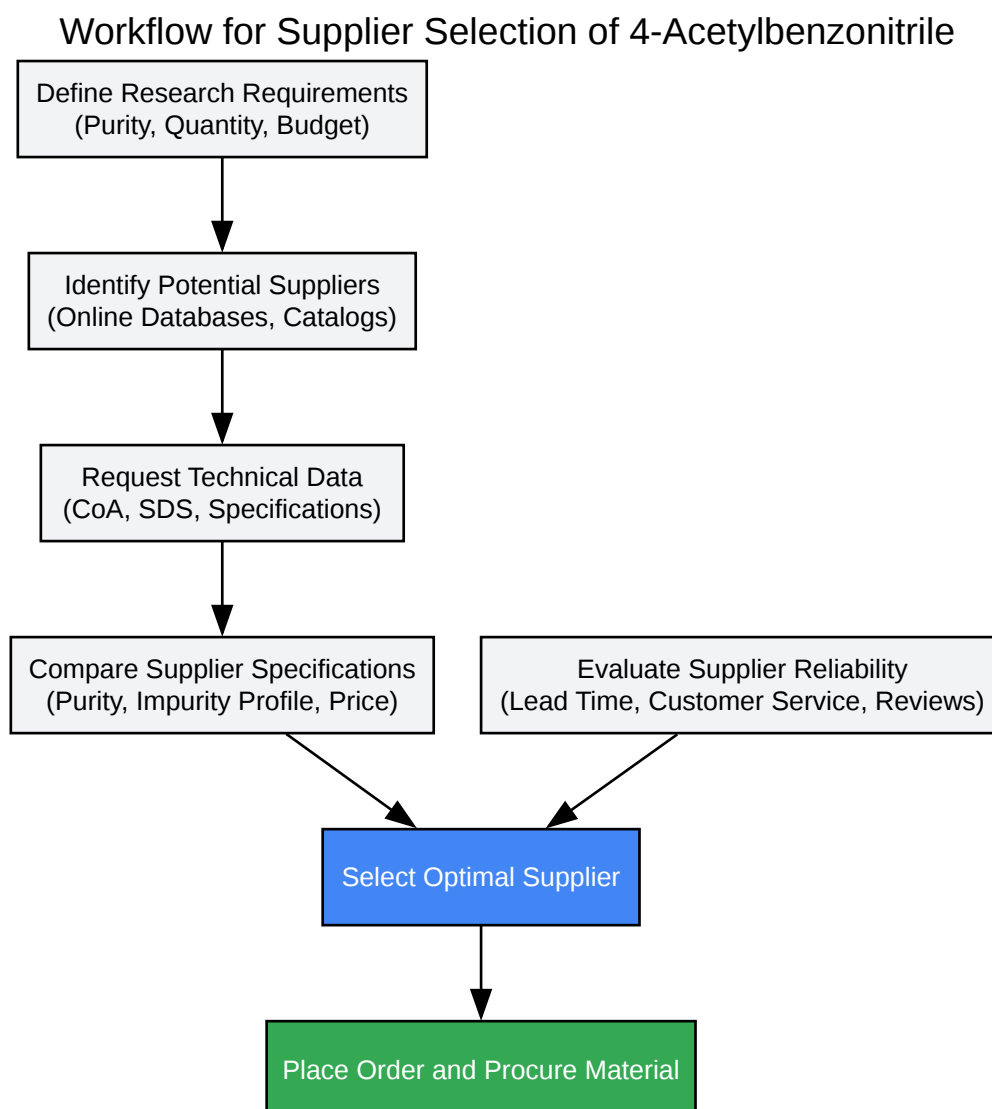 Workflow for Supplier Selection of 4-Acetylbenzonitrile
Define Research Requirements
(Purity, Quantity, Budget)
Identify Potential Suppliers
(Online Databases, Catalogs)
Request Technical Data
(CoA, SDS, Specifications)
Compare Supplier Specifications
(Purity, Impurity Profile, Price)
Evaluate Supplier Reliability
(Lead Time, Customer Service, Reviews)
Select Optimal Supplier
Place Order and Procure Material